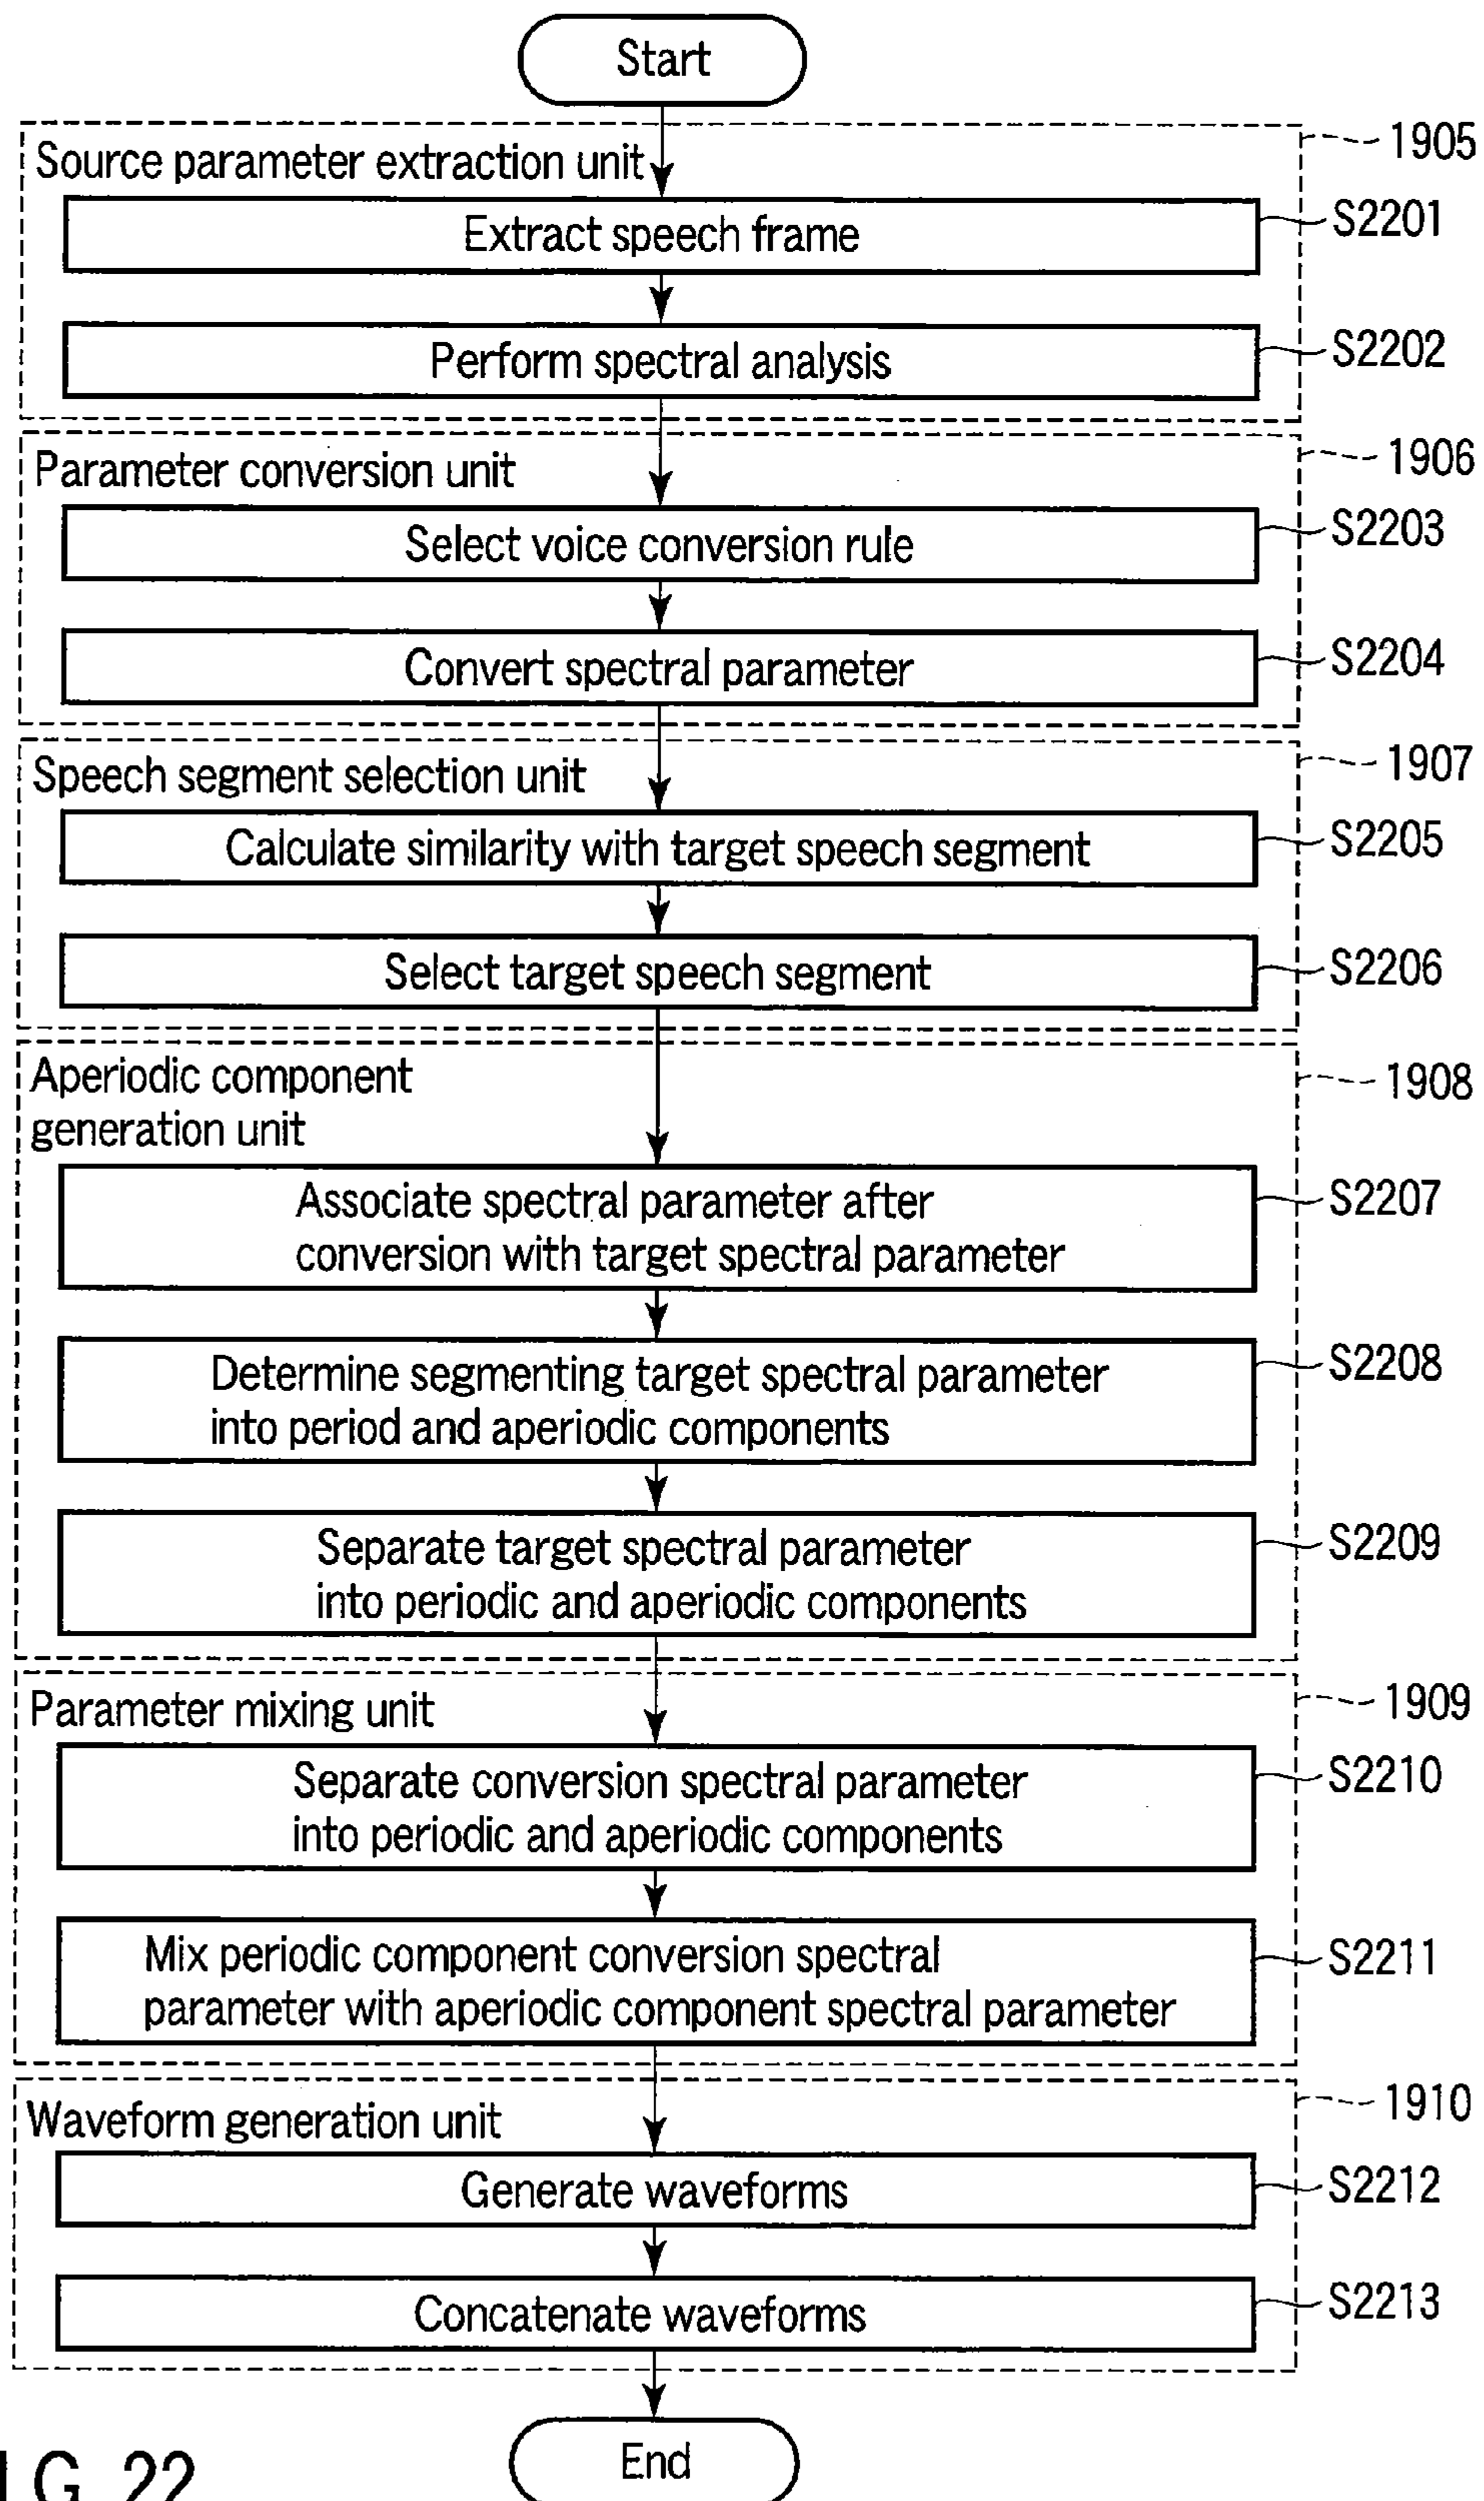 Start
Source parameter extraction unit
1905
Extract speech frame
S2201
Perform spectral analysis
S2202
Parameter conversion unit
1906
Select voice conversion rule
S2203
Convert spectral parameter
S2204
Speech segment selection unit
1907
Calculate similarity with target speech segment
S2205
Select target speech segment
S2206
Aperiodic component
generation unit
1908
Associate spectral parameter after
conversion with target spectral parameter
S2207
Determine segmenting target spectral parameter
into period and aperiodic components
S2208
Separate target spectral parameter
into periodic and aperiodic components
S2209
Parameter mixing unit
1909
Separate conversion spectral parameter
into periodic and aperiodic components
S2210
Mix periodic component conversion spectral
parameter with aperiodic component spectral parameter
S2211
Waveform generation unit
1910
Generate waveforms
S2212
Concatenate waveforms
S2213
End
IG. 22